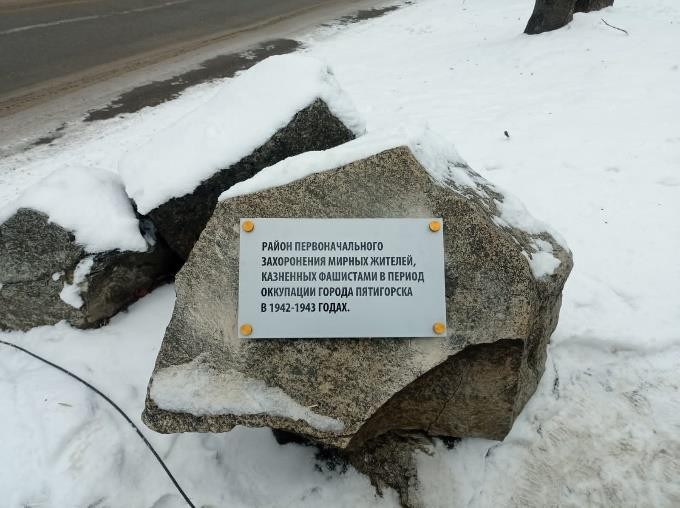 РАЙОН ПЕРВОНАЧАЛЬНОГО
ЗАХОРОНЕНИЯ МИРНЫХ ЖИТЕЛЕЙ,
КАЗНЕННЫХ ФАШИСТАМИ В ПЕРИОД
ОККУПАЦИИ ГОРОДА ПЯТИГОРСКА
В 1942-1943 ГОДАХ.